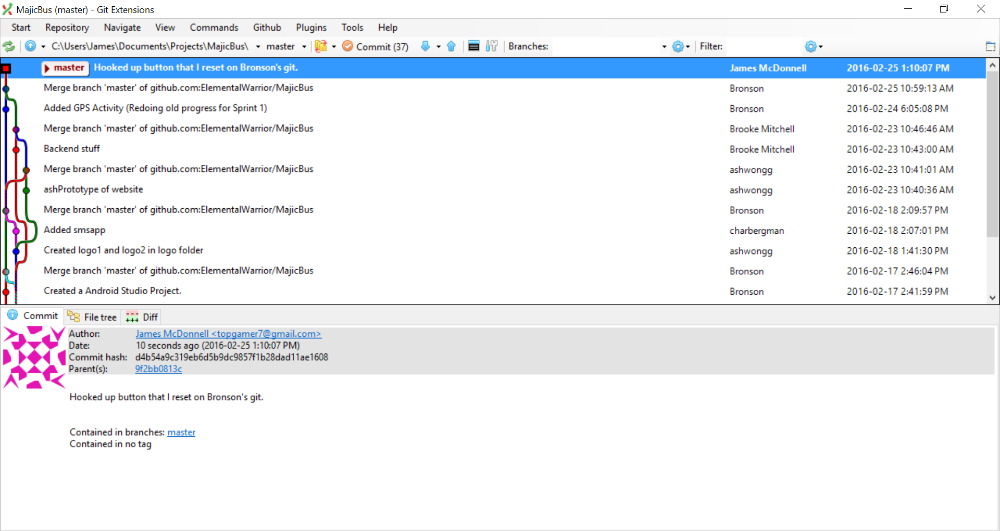 MajicBus (master) - Git Extensions
Start Repository Navigate View Commands Github Plugins Tools Help
C:\Users\James\Documents\Projects\MajicBus\ master Commit (37) Branches: Filter:
master Hooked up button that I reset on Bronson's git. James McDonnell 2016-02-25 1:10:07 PM
Merge branch 'master' of github.com:ElementalWarrior/MajicBus Bronson 2016-02-25 10:59:13 AM
Added GPS Activity (Redoing old progress for Sprint 1) Bronson 2016-02-24 6:05:08 PM
Merge branch 'master' of github.com:ElementalWarrior/MajicBus Brooke Mitchell 2016-02-23 10:46:46 AM
Backend stuff Brooke Mitchell 2016-02-23 10:43:00 AM
Merge branch 'master' of github.com:ElementalWarrior/MajicBus ashwongg 2016-02-23 10:41:01 AM
ashPrototype of website ashwongg 2016-02-23 10:40:36 AM
Merge branch 'master' of github.com:ElementalWarrior/MajicBus Bronson 2016-02-18 2:09:57 PM
Added smsapp charbergman 2016-02-18 2:07:01 PM
Created logo1 and logo2 in logo folder ashwongg 2016-02-18 1:41:30 PM
Merge branch 'master' of github.com:ElementalWarrior/MajicBus Bronson 2016-02-17 2:46:04 PM
Created a Android Studio Project. Bronson 2016-02-17 2:41:59 PM
Commit File tree Diff
Author: James McDonnell <topgamer7@gmail.com>
Date: 10 seconds ago (2016-02-25 1:10:07 PM)
Commit hash: d4b54a9c319eb6d5b9dc9857f1b28dad11ae1608
Parent(s): 9f2bb0813c
Hooked up button that I reset on Bronson's git.
Contained in branches: master
Contained in no tag